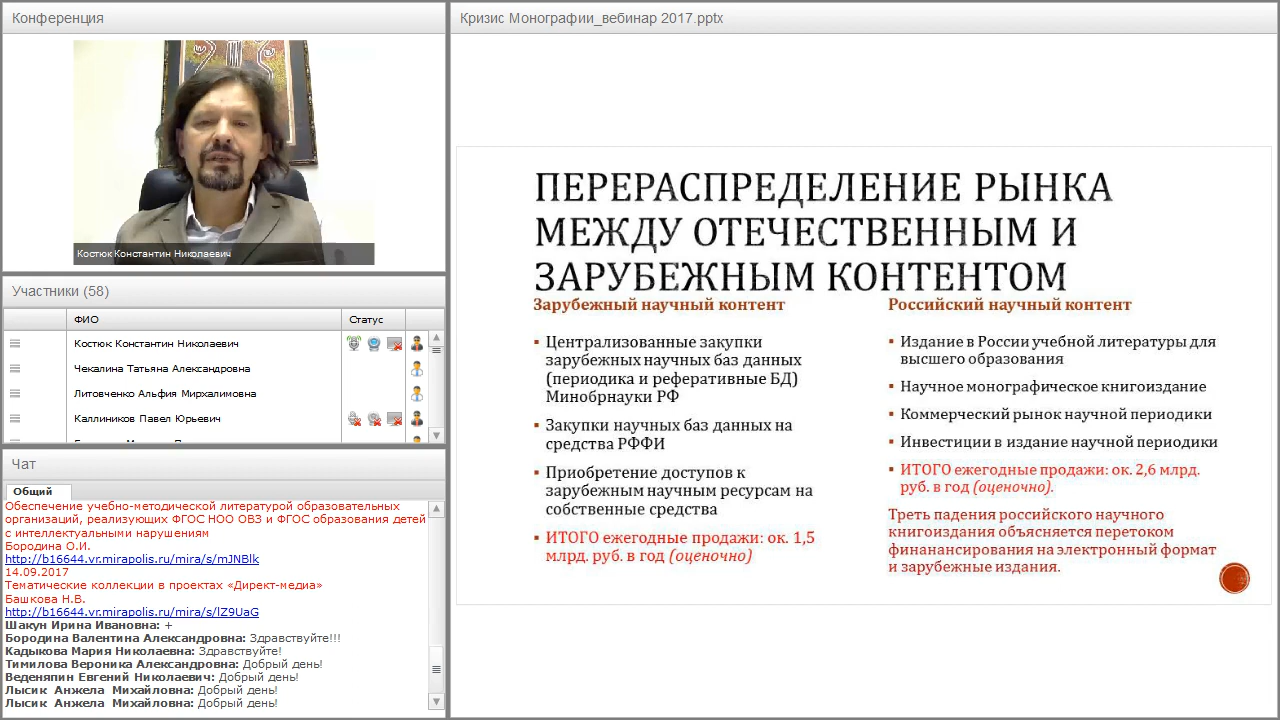 Конференция
Костюк Константин Николаевич
Участники (58)
ФИО
Статус
Костюк Константин Николаевич
Чекалина Татьяна Александровна
Литовченко Альфия Мирхалимовна
Каллиников Павел Юрьевич
Чат
Общий
Обеспечение учебно-методической литературой образовательных
организаций, реализующих ФГОС НОО ОВЗ и ФГОС образования детей
с интеллектуальными нарушениям
Бородина О.И.
http://b16644.vr.mirapolis.ru/mira/s/mJNBlk
14.09.2017
Тематические коллекции в проектах «Директ-медиа»
Башкова Н.В.
http://b16644.vr.mirapolis.ru/mira/s/lZ9UaG
Шакун Ирина Ивановна: +
Бородина Валентина Александровна: Здравствуйте!!!
Кадыкова Мария Николаевна: Здравствуйте!
Тимилова Вероника Александровна: Добрый день!
Веденяпин Евгений Николаевич: Добрый день!
Лысик Анжела Михайловна: Добрый день!
Лысик Анжела Михайловна: Добрый день!
Кризис Монографии_вебинар 2017.pptx
ПЕРЕРАСПРЕДЕЛЕНИЕ РЫНКА
МЕЖДУ ОТЕЧЕСТВЕННЫМ И
ЗАРУБЕЖНЫМ КОНТЕНТОМ
Зарубежный научный контент
▪ Централизованные закупки
зарубежных научных баз данных
(периодика и реферативные БД)
Минобрнауки РФ
▪ Закупки научных баз данных на
средства РФФИ
▪ Приобретение доступов к
зарубежным научным ресурсам на
собственные средства
▪ ИТОГО ежегодные продажи: ок. 1,5
млрд. руб. в год (оценочно)
Российский научный контент
▪ Издание в России учебной литературы для
высшего образования
▪ Научное монографическое книгоиздание
▪ Коммерческий рынок научной периодики
▪ Инвестиции в издание научной периодики
▪ ИТОГО ежегодные продажи: ок. 2,6 млрд.
руб. в год (оценочно).
Треть падения российского научного
книгоиздания объясняется перетоком
финанансирования на электронный формат
и зарубежные издания.